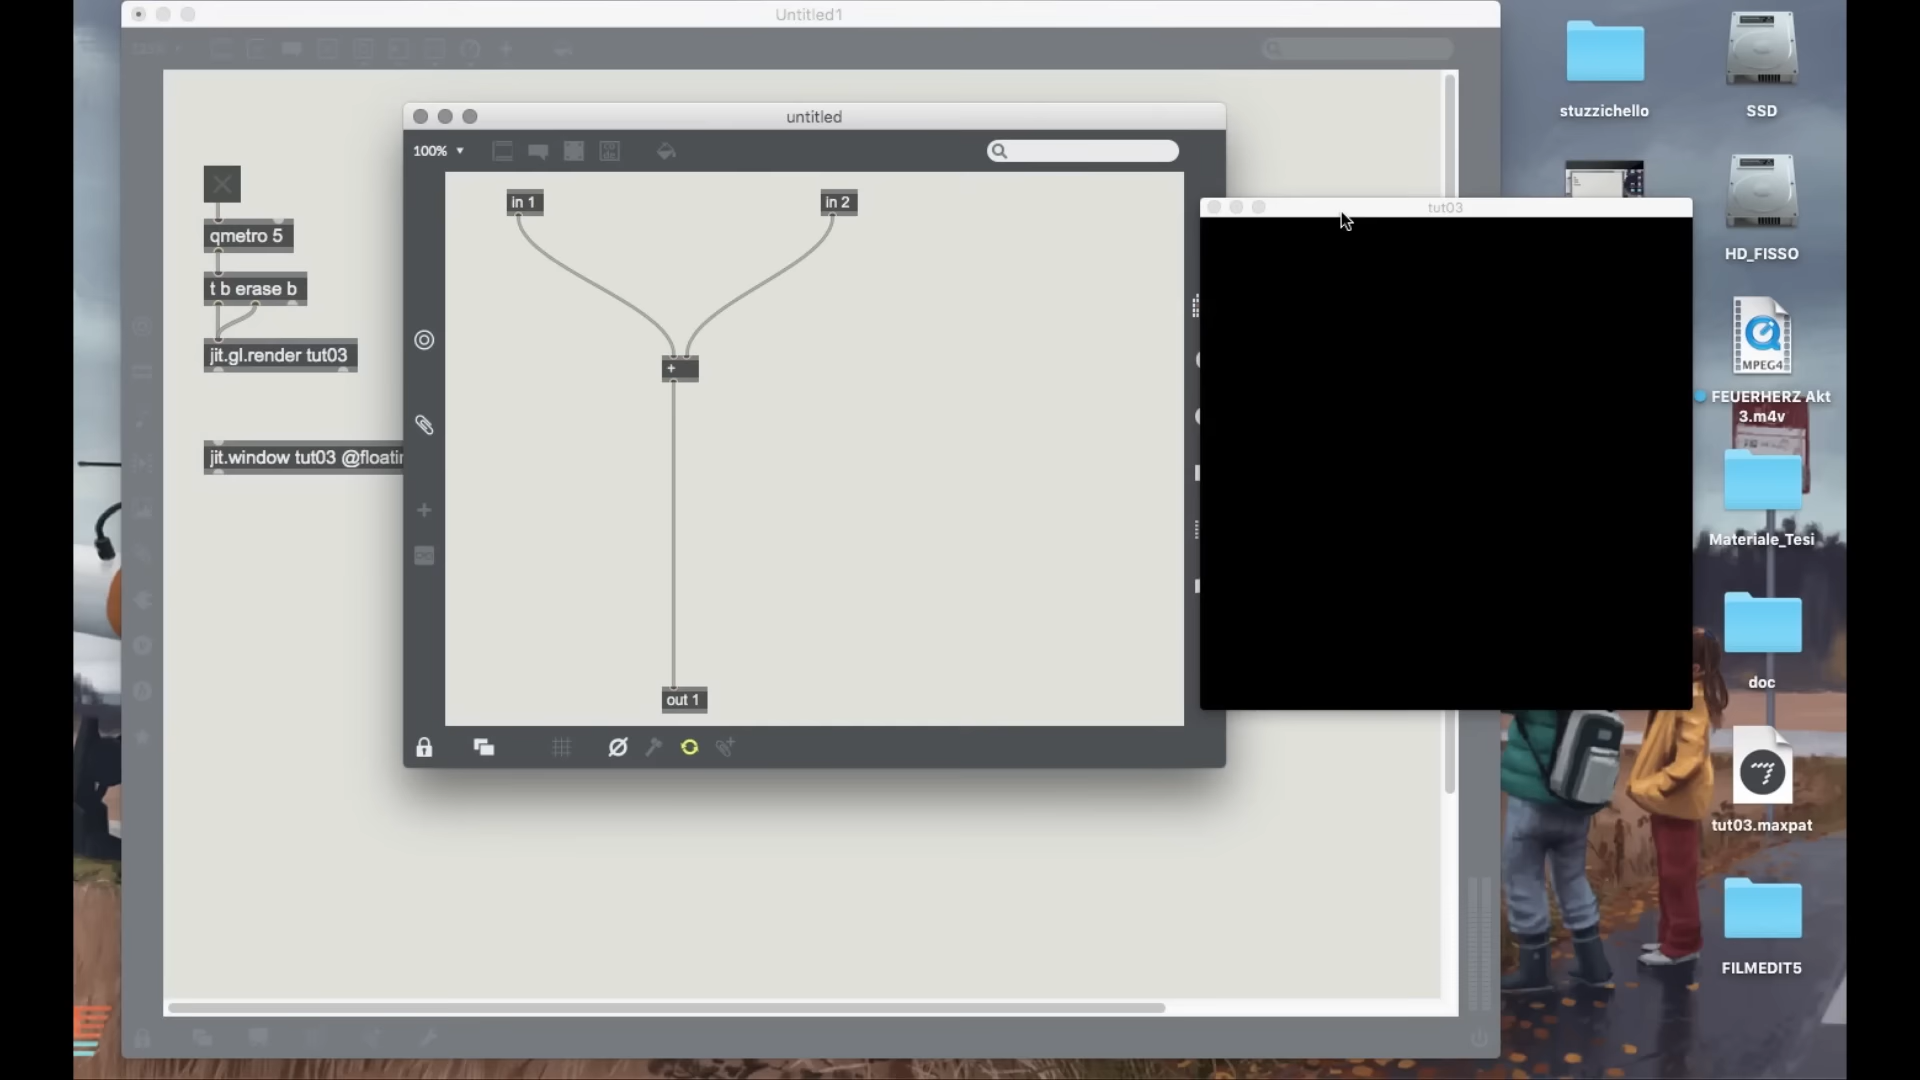 Untitled1
untitled
100%
in 1
in 2
+
out 1
qmetro 5
t b erase b
jit.gl.render tut03
jit.window tut03 @floatin
tut03
stuzzichello
SSD
HD_FISSO
MPEG4
FEUERHERZ Akt
3.m4v
Materiale_Tesi
doc
tut03.maxpat
FILMEDIT5